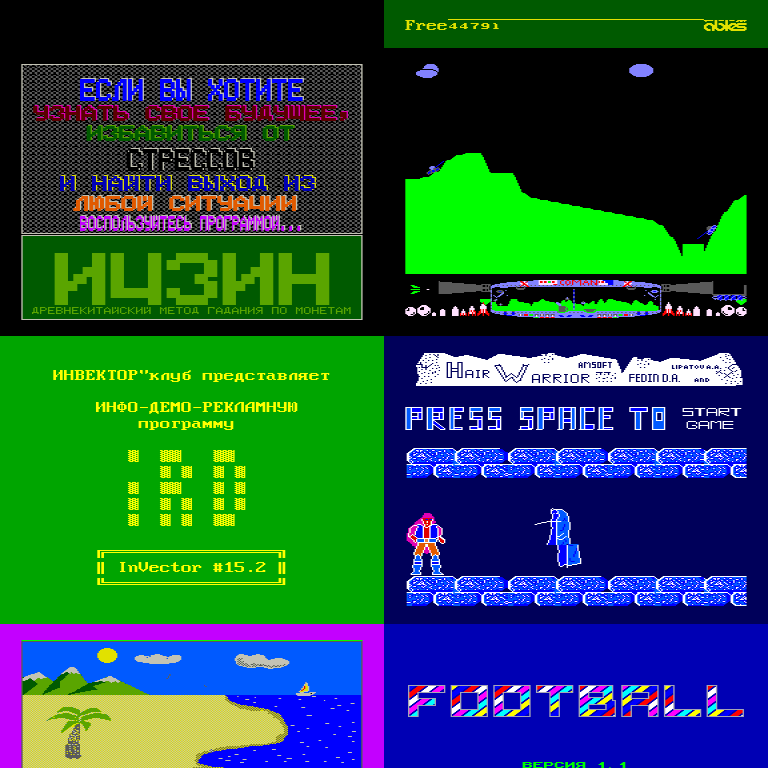 ЕСЛИ ВЫ ХОТИТЕ
УЗНАТЬ СВОЕ БУДУЩЕЕ,
ИЗБАВИТЬСЯ ОТ
СТРЕССОВ
И НАЙТИ ВЫХОД ИЗ
ЛЮБОЙ СИТУАЦИИ
ВОСПОЛЬЗУЙТЕСЬ ПРОГРАММОЙ...
ИЦЗИН
ДРЕВНЕКИТАЙСКИЙ МЕТОД ГАДАНИЯ ПО МОНЕТАМ
Free44791
ables
ИНВЕКТОР"клуб представляет
ИНФО-ДЕМО-РЕКЛАМНУЮ
программу
InVector #15.2
HAIR WARRIOR AMSOFT FEDIN D.A. AND LIPATOV A.A.
PRESS SPACE TO START GAME
FOOTBALL
ВЕРСИЯ 1.1